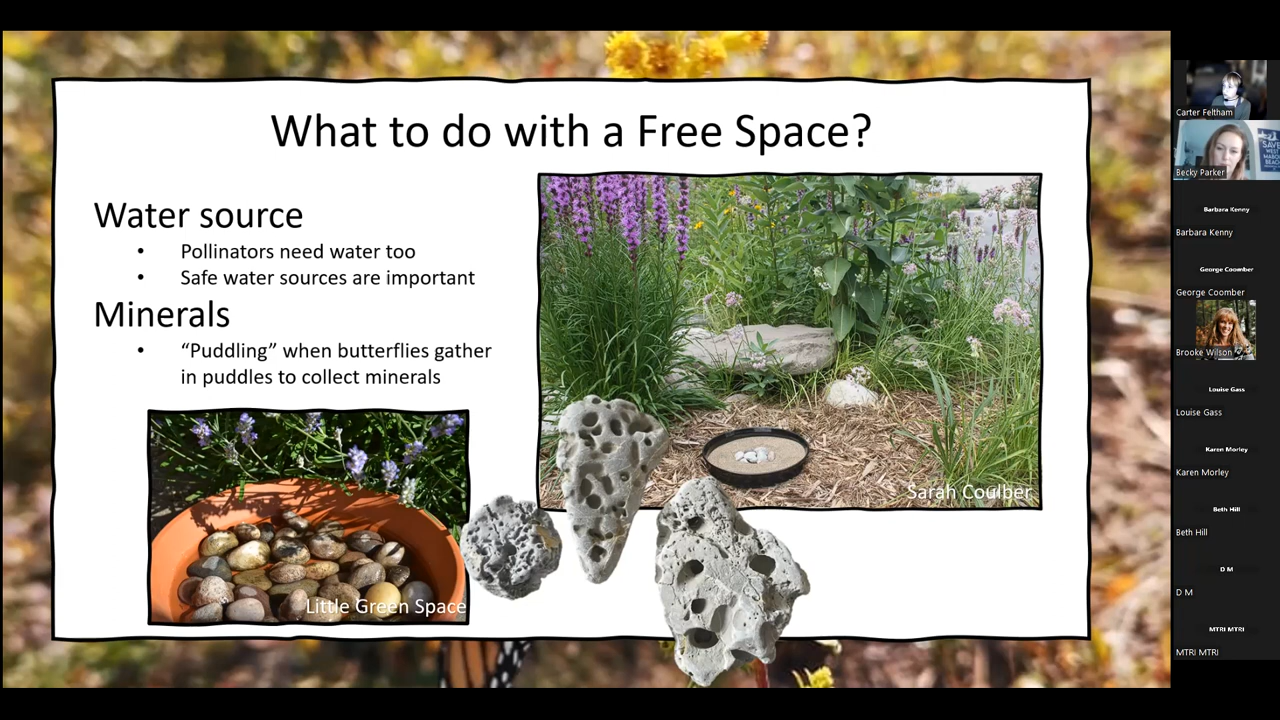 What to do with a Free Space?
Water source
• Pollinators need water too
• Safe water sources are important
Minerals
• “Puddling” when butterflies gather
in puddles to collect minerals
Sarah Coulber
Little Green Space
Carter Feltham
SAVE
WEST
BEACH
Becky Parker
Barbara Kenny
Barbara Kenny
George Coomber
George Coomber
Brooke Wilson
Louise Gass
Louise Gass
Karen Morley
Karen Morley
Beth Hill
Beth Hill
D M
D M
MTRI MTRI
MTRI MTRI